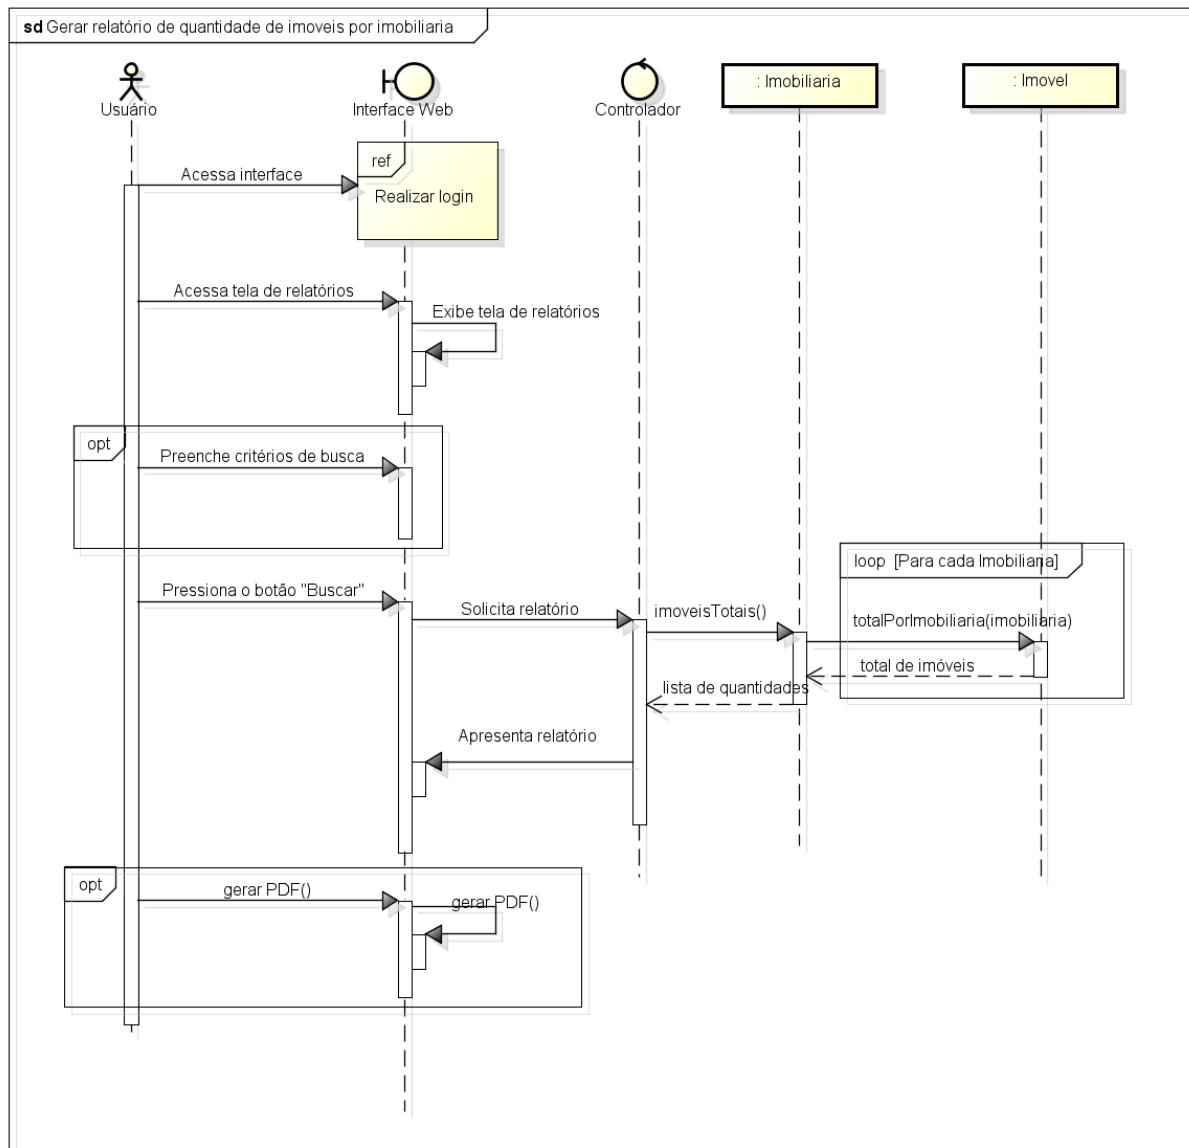 sd Gerar relatório de quantidade de imoveis por imobiliaria
Usuário
Interface Web
Controlador
: Imobiliaria
: Imovel
ref
Realizar login
Acessa interface
Acessa tela de relatórios
Exibe tela de relatórios
opt
Preenche critérios de busca
loop [Para cada Imobiliaria]
Pressiona o botão "Buscar"
Solicita relatório
imoveisTotais()
totalPorImobiliaria(imobiliaria)
total de imóveis
lista de quantidades
Apresenta relatório
opt
gerar PDF()
gerar PDF()